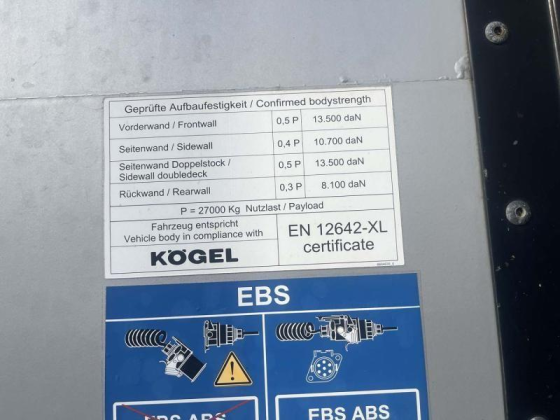 Geprüfte Aufbaufestigkeit / Confirmed bodystrength
Vorderwand / Frontwall 0,5 P 13.500 daN
Seitenwand / Sidewall 0,4 P 10.700 daN
Seitenwand Doppelstock / Sidewall doubledeck 0,5 P 13.500 daN
Rückwand / Rearwall 0,3 P 8.100 daN
P = 27000 Kg Nutzlast / Payload
Fahrzeug entspricht
Vehicle body in compliance with
KÖGEL
EN 12642-XL
certificate
EBS
EBS ABS
EBS ABS